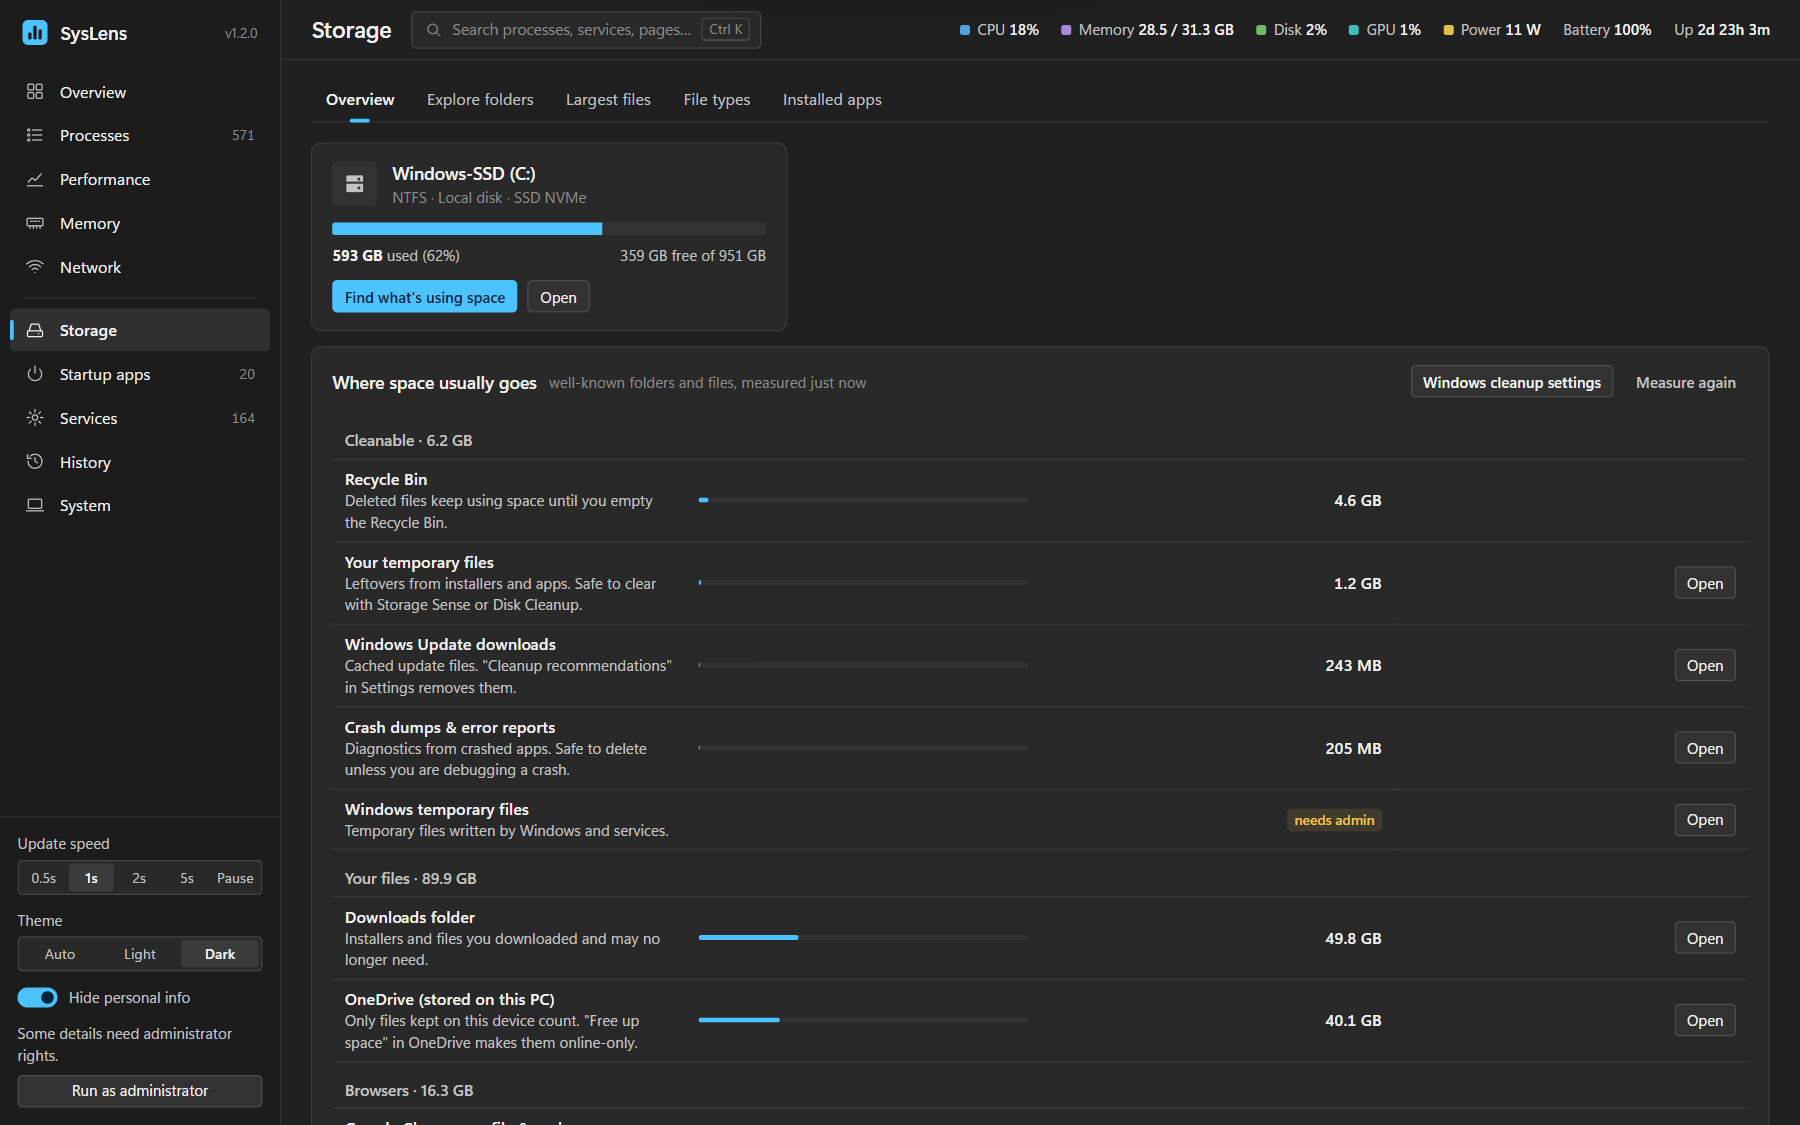 SysLens
v1.2.0
Overview
Processes 571
Performance
Memory
Network
Storage
Startup apps 20
Services 164
History
System
Update speed
0.5s 1s 2s 5s Pause
Theme
Auto Light Dark
Hide personal info
Some details need administrator
rights.
Run as administrator
Storage
Search processes, services, pages... Ctrl K
CPU 18% Memory 28.5 / 31.3 GB Disk 2% GPU 1% Power 11 W Battery 100% Up 2d 23h 3m
Overview Explore folders Largest files File types Installed apps
Windows-SSD (C:)
NTFS · Local disk · SSD NVMe
593 GB used (62%) 359 GB free of 951 GB
Find what's using space Open
Where space usually goes well-known folders and files, measured just now Windows cleanup settings Measure again
Cleanable · 6.2 GB
Recycle Bin
Deleted files keep using space until you empty
the Recycle Bin.
4.6 GB
Your temporary files
Leftovers from installers and apps. Safe to clear
with Storage Sense or Disk Cleanup.
1.2 GB Open
Windows Update downloads
Cached update files. "Cleanup recommendations"
in Settings removes them.
243 MB Open
Crash dumps & error reports
Diagnostics from crashed apps. Safe to delete
unless you are debugging a crash.
205 MB Open
Windows temporary files
Temporary files written by Windows and services.
needs admin Open
Your files · 89.9 GB
Downloads folder
Installers and files you downloaded and may no
longer need.
49.8 GB Open
OneDrive (stored on this PC)
Only files kept on this device count. "Free up
space" in OneDrive makes them online-only.
40.1 GB Open
Browsers · 16.3 GB